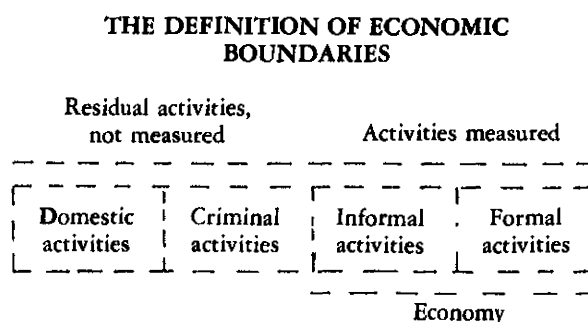 THE DEFINITION OF ECONOMIC
BOUNDARIES
Residual activities,
not measured
Activities measured
Domestic
activities
Criminal
activities
Informal
activities
Formal
activities
Economy